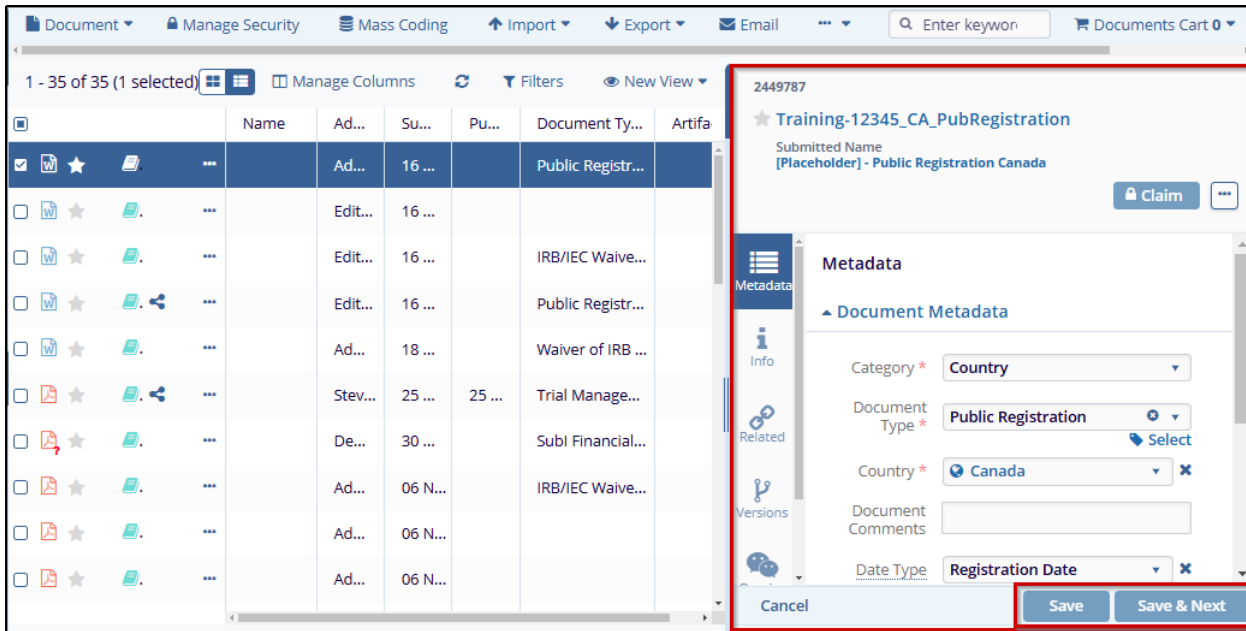 Document Manage Security Mass Coding Import Export Email ... Enter keywor Documents Cart 0
1 - 35 of 35 (1 selected) Manage Columns Filters New View
Name Ad... Su... Pu... Document Ty... Artifa
Ad... 16 ... Public Registr...
Edit... 16 ...
Edit... 16 ... IRB/IEC Waive...
Edit... 16 ... Public Registr...
Ad... 18 ... Waiver of IRB ...
Stev... 25 ... 25 ... Trial Manage...
De... 30 ... SubI Financial...
Ad... 06 N... IRB/IEC Waive...
Ad... 06 N...
Ad... 06 N...
2449787
Training-12345_CA_PubRegistration
Submitted Name
[Placeholder] - Public Registration Canada
Claim ...
Metadata
Info
Related
Versions
Metadata
Document Metadata
Category * Country
Document Type * Public Registration
Select
Country * Canada
Document Comments
Date Type Registration Date
Cancel Save Save & Next